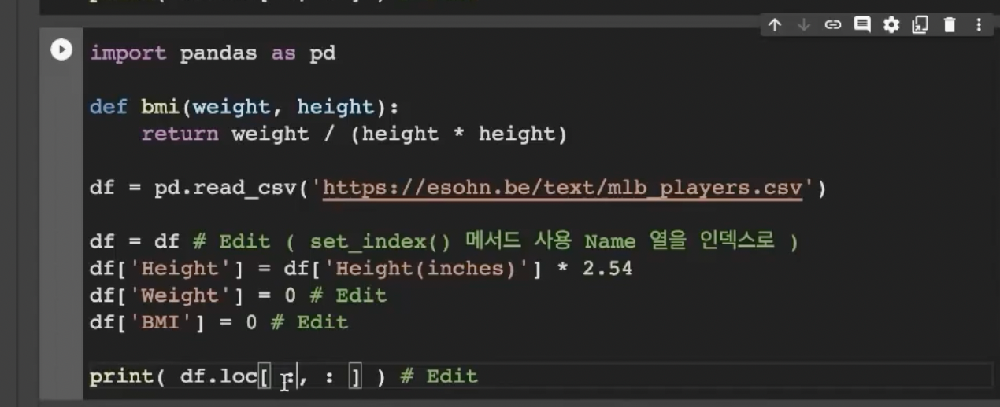 import pandas as pd
def bmi(weight, height):
    return weight / (height * height)
df = pd.read_csv('https://esohn.be/text/mlb_players.csv')
df = df # Edit ( set_index() 메서드 사용 Name 열을 인덱스로 )
df['Height'] = df['Height(inches)'] * 2.54
df['Weight'] = 0 # Edit
df['BMI'] = 0 # Edit
print( df.loc[ :, : ] ) # Edit